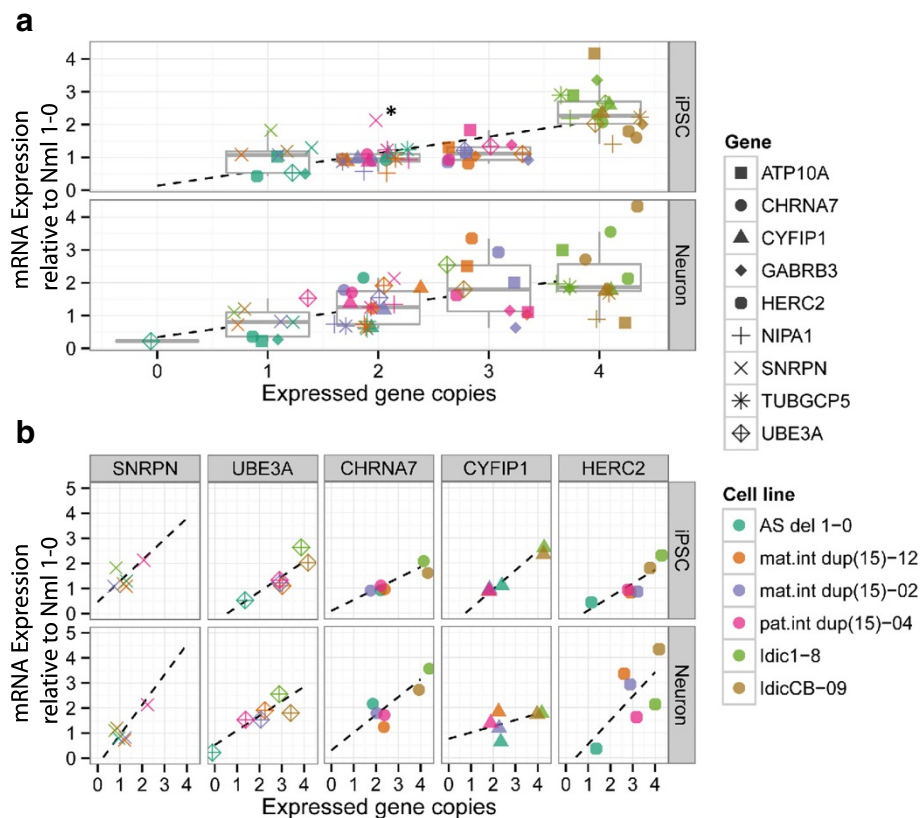 a
mRNA Expression
relative to Nml 1-0
4
3
2
1
0
iPSC
*
4
3
2
1
0
Neuron
0 1 2 3 4
Expressed gene copies
Gene
ATP10A
CHRNA7
CYFIP1
GABRB3
HERC2
NIPA1
SNRPN
TUBGCP5
UBE3A
b
mRNA Expression
relative to Nml 1-0
SNRPN UBE3A CHRNA7 CYFIP1 HERC2
5
4
3
2
1
0
iPSC
5
4
3
2
1
0
Neuron
0 1 2 3 4 0 1 2 3 4 0 1 2 3 4 0 1 2 3 4 0 1 2 3 4
Expressed gene copies
Cell line
AS del 1-0
mat.int dup(15)-12
mat.int dup(15)-02
pat.int dup(15)-04
Idic1-8
IdicCB-09